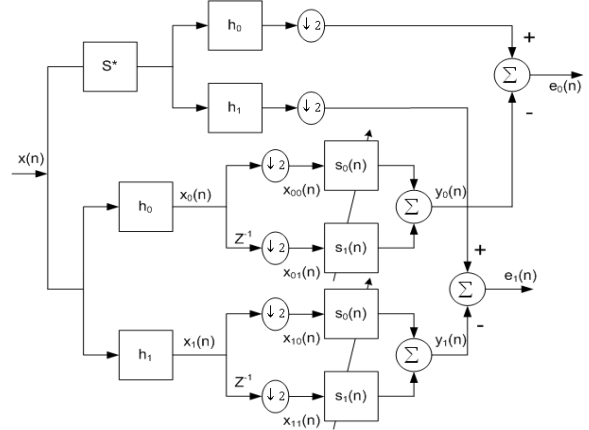 h₀
↓ 2
+
S*
Σ
e₀(n)
-
h₁
↓ 2
x(n)
↓ 2
s₀(n)
x₀₀(n)
h₀
x₀(n)
Σ
y₀(n)
Z⁻¹
↓ 2
s₁(n)
x₀₁(n)
+
Σ
e₁(n)
-
↓ 2
s₀(n)
x₁₀(n)
h₁
x₁(n)
Σ
y₁(n)
Z⁻¹
↓ 2
s₁(n)
x₁₁(n)